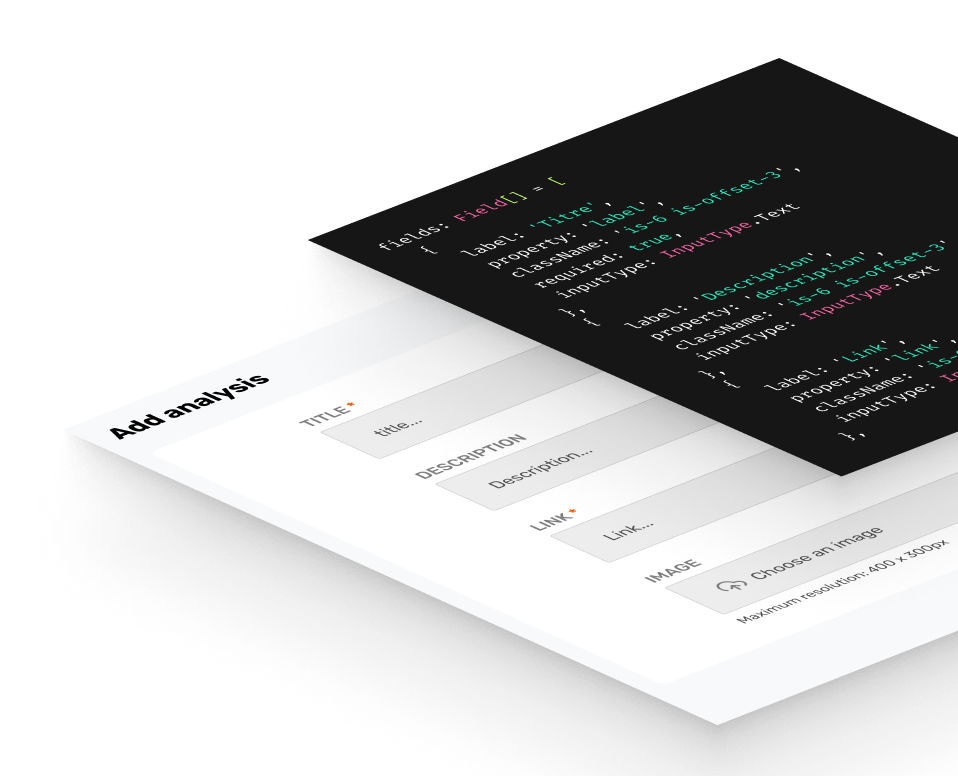 fields: Field[] = [
{ label: 'Titre',
property: 'label',
className: 'is-6 is-offset-3',
required: true,
inputType: InputType.Text
},
{ label: 'Description',
property: 'description',
className: 'is-6 is-offset-3'
inputType: InputType.Text
},
{ label: 'Link',
property: 'link',
className: 'is-o
inputType: In
},
Add analysis
TITLE *
title...
DESCRIPTION
Description...
LINK *
Link...
IMAGE
Choose an image
Maximum resolution: 400 x 300px